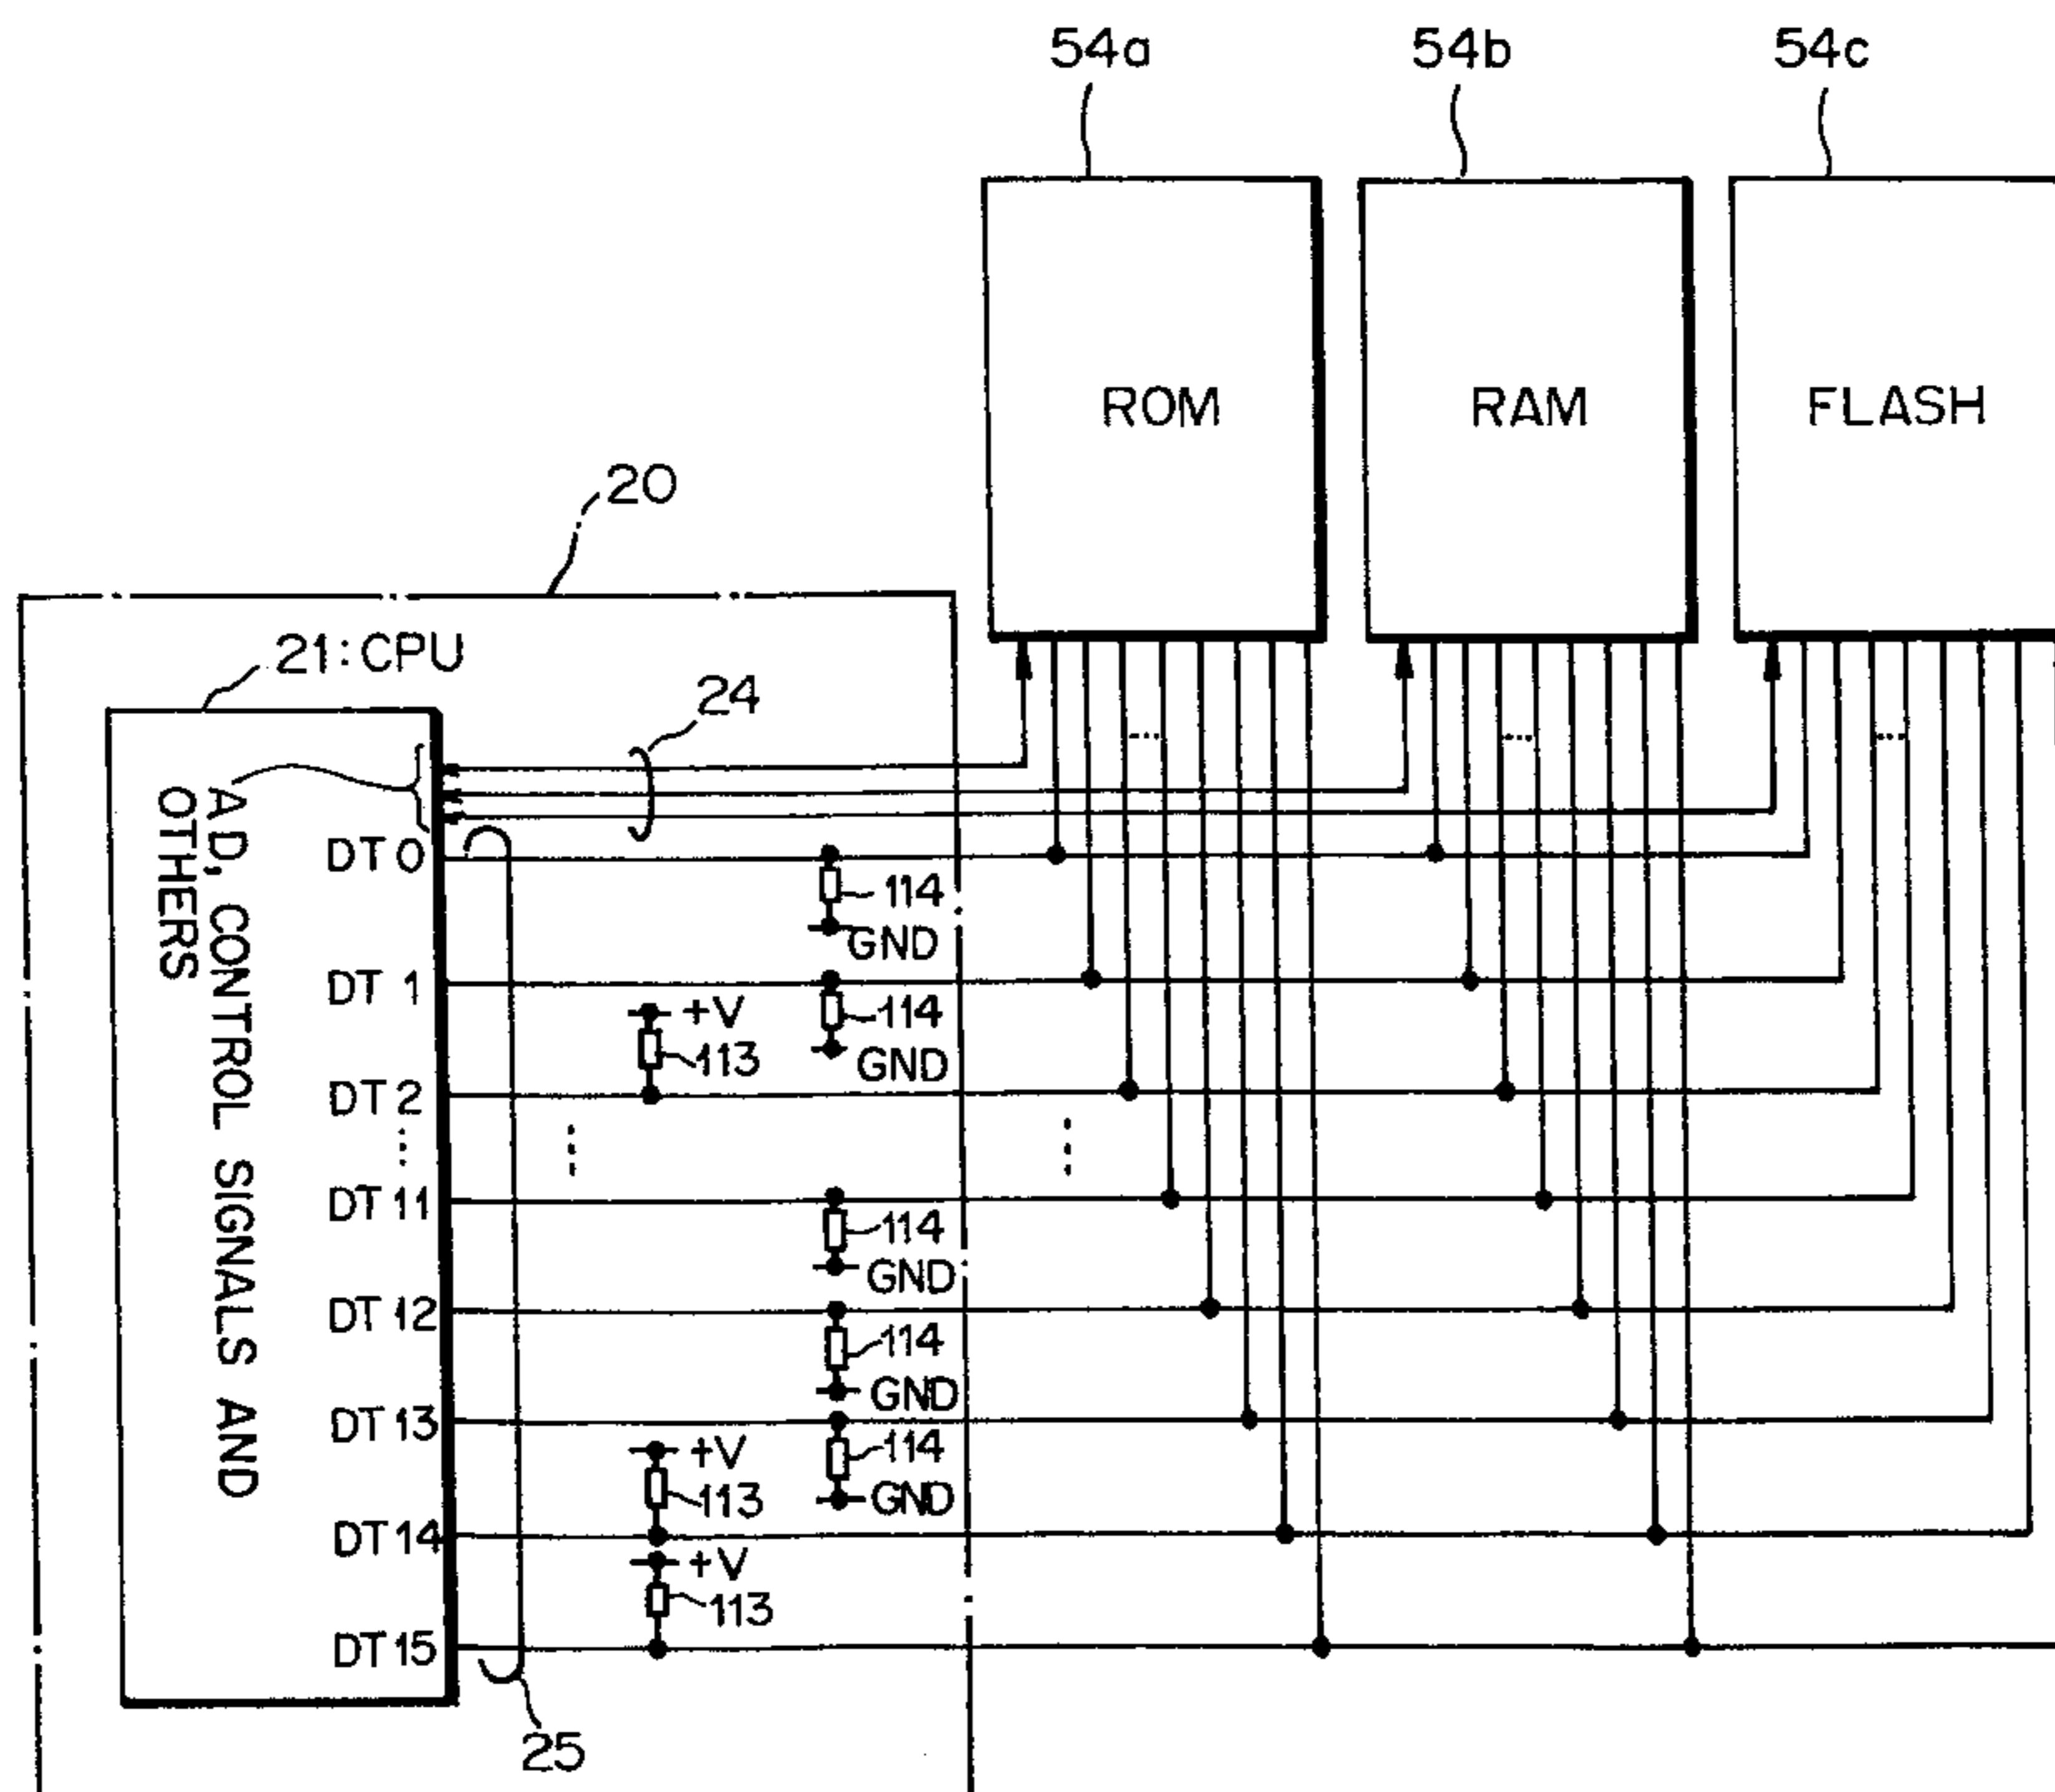 54a
54b
54c
ROM
RAM
FLASH
20
21:CPU
24
AD, CONTROL SIGNALS AND
OTHERS
DT 0
114
GND
DT 1
+V
114
113
GND
DT 2
DT 11
114
GND
DT 12
114
GND
DT 13
+V
114
113
GND
DT 14
+V
113
DT 15
25